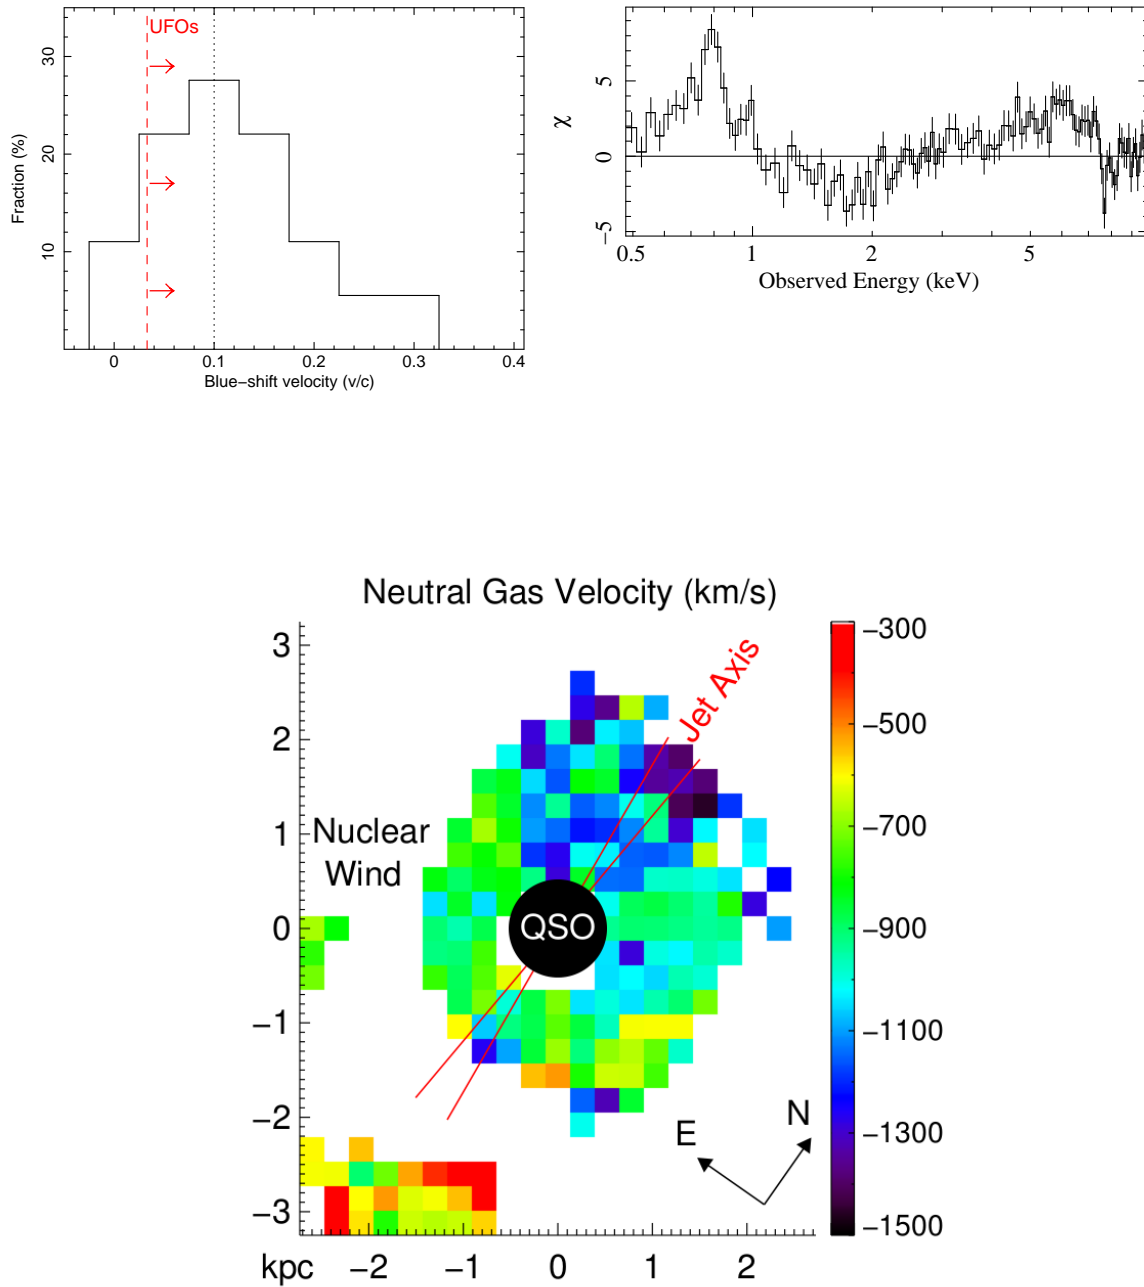 UFOs
30
20
10
Fraction (%)
0
0.1
0.2
0.3
0.4
Blue−shift velocity (v/c)
χ
5
0
−5
0.5
1
2
5
Observed Energy (keV)
Neutral Gas Velocity (km/s)
3
2
1
0
−1
−2
−3
Jet Axis
Nuclear
Wind
QSO
E
N
−300
−500
−700
−900
−1100
−1300
−1500
kpc
−2
−1
0
1
2